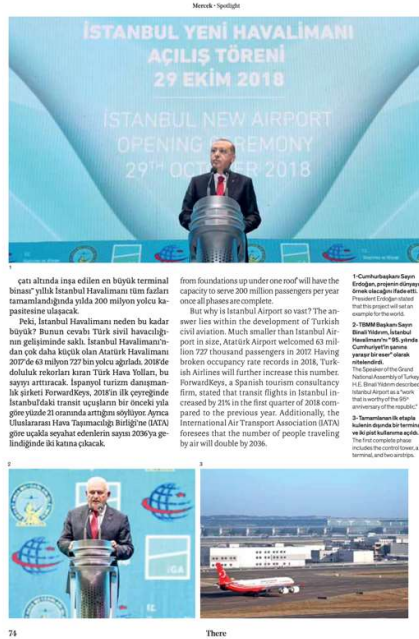 Mercek • Spotlight
İSTANBUL YENİ HAVALİMANI
AÇILIŞ TÖRENİ
29 EKİM 2018
ISTANBUL NEW AIRPORT
OPENING CEREMONY
29TH OCTOBER 2018
1
çatı altında inşa edilen en büyük terminal
binası” yıllık İstanbul Havalimanı tüm fazları
tamamlandığında yılda 200 milyon yolcu ka-
pasitesine ulaşacak.
Peki, İstanbul Havalimanı neden bu kadar
büyük? Bunun cevabı Türk sivil havacılığı-
nın gelişiminde saklı. İstanbul Havalimanı’n-
dan çok daha küçük olan Atatürk Havalimanı
2017’de 63 milyon 727 bin yolcu ağırladı. 2018’de
doluluk rekorları kıran Türk Hava Yolları, bu
sayıyı arttıracak. İspanyol turizm danışman-
lık şirketi ForwardKeys, 2018’in ilk çeyreğinde
İstanbul’daki transit uçuşların bir önceki yıla
göre yüzde 21 oranında arttığını söylüyor. Ayrıca
Uluslararası Hava Taşımacılığı Birliği’ne (IATA)
göre uçakla seyahat edenlerin sayısı 2036’ya ge-
lindiğinde iki katına çıkacak.
from foundations up under one roof’ will have the
capacity to serve 200 million passengers per year
once all phases are complete.
But why is Istanbul Airport so vast? The an-
swer lies within the development of Turkish
civil aviation. Much smaller than Istanbul Air-
port in size, Atatürk Airport welcomed 63 mil-
lion 727 thousand passengers in 2017. Having
broken occupancy rate records in 2018, Turk-
ish Airlines will further increase this number.
ForwardKeys, a Spanish tourism consultancy
firm, stated that transit flights in Istanbul in-
creased by 21% in the first quarter of 2018 com-
pared to the previous year. Additionally, the
International Air Transport Association (IATA)
foresees that the number of people traveling
by air will double by 2036.
1-Cumhurbaşkanı Sayın
Erdoğan, projenin dünyaya
örnek olacağını ifade etti.
President Erdoğan stated
that this project will set an
example for the world.
2-TBMM Başkanı Sayın
Binali Yıldırım, İstanbul
Havalimanı’nı “ 95. yılında
Cumhuriyet’in şanına
yaraşır bir eser” olarak
nitelendirdi.
The Speaker of the Grand
National Assembly of Turkey
H.E. Binali Yıldırım described
Istanbul Airport as a “work
that is worthy of the 95th
anniversary of the republic.”
3- Tamamlanan ilk etapta
kulenin dışında bir terminal
ve iki pist kullanıma açıldı.
The first complete phase
includes the control tower, a
terminal, and two airstrips.
2
3
iGA
74
There